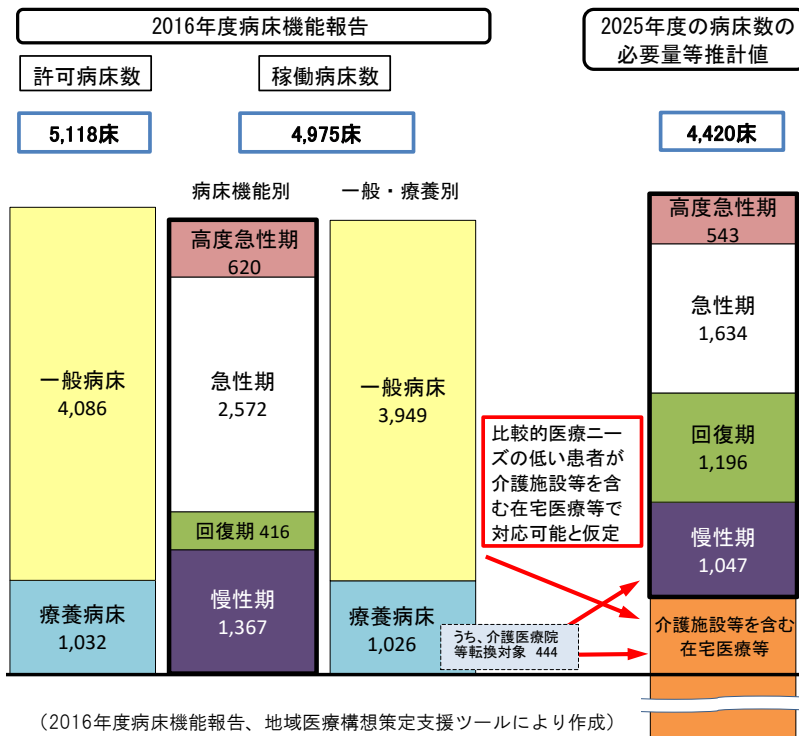 2016年度病床機能報告
2025年度の病床数の
必要量等推計値
許可病床数
稼働病床数
5,118床
4,975床
4,420床
病床機能別
一般・療養別
一般病床
4,086
療養病床
1,032
高度急性期
620
急性期
2,572
回復期 416
慢性期
1,367
一般病床
3,949
療養病床
1,026
うち、介護医療院
等転換対象 444
比較的医療ニー
ズの低い患者が
介護施設等を含
む在宅医療等で
対応可能と仮定
高度急性期
543
急性期
1,634
回復期
1,196
慢性期
1,047
介護施設等を含む
在宅医療等
（2016年度病床機能報告、地域医療構想策定支援ツールにより作成）